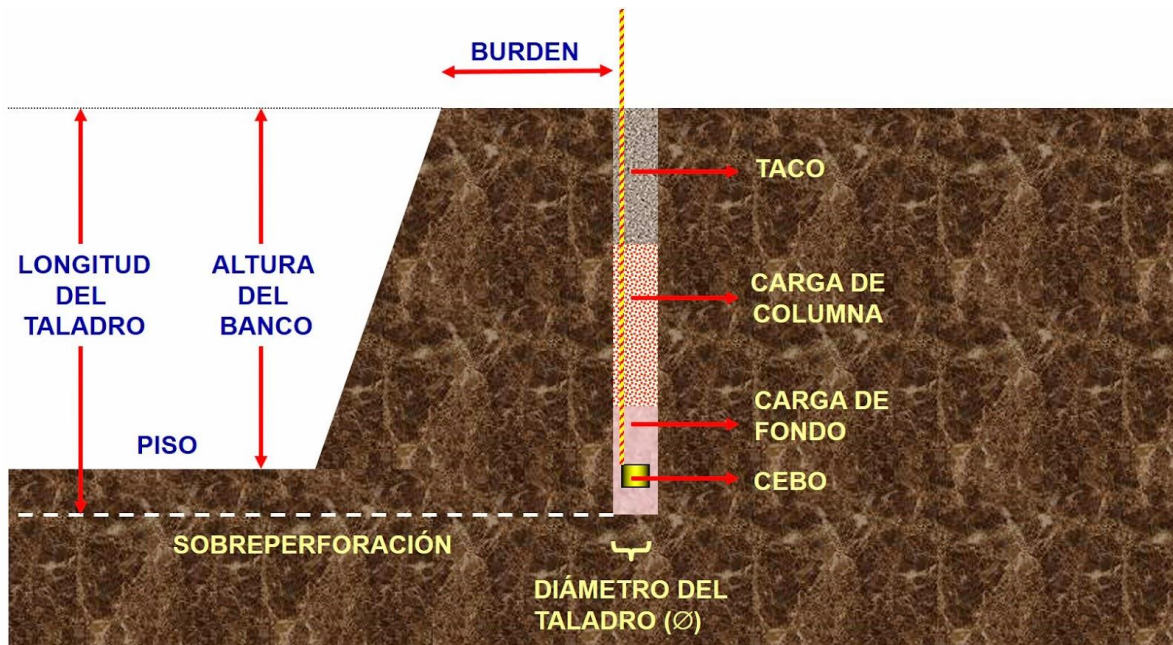 BURDEN
TACO
LONGITUD
DEL
TALADRO
ALTURA
DEL
BANCO
CARGA DE
COLUMNA
CARGA DE
FONDO
PISO
CEBO
SOBREPERFORACIÓN
DIÁMETRO DEL
TALADRO (∅)